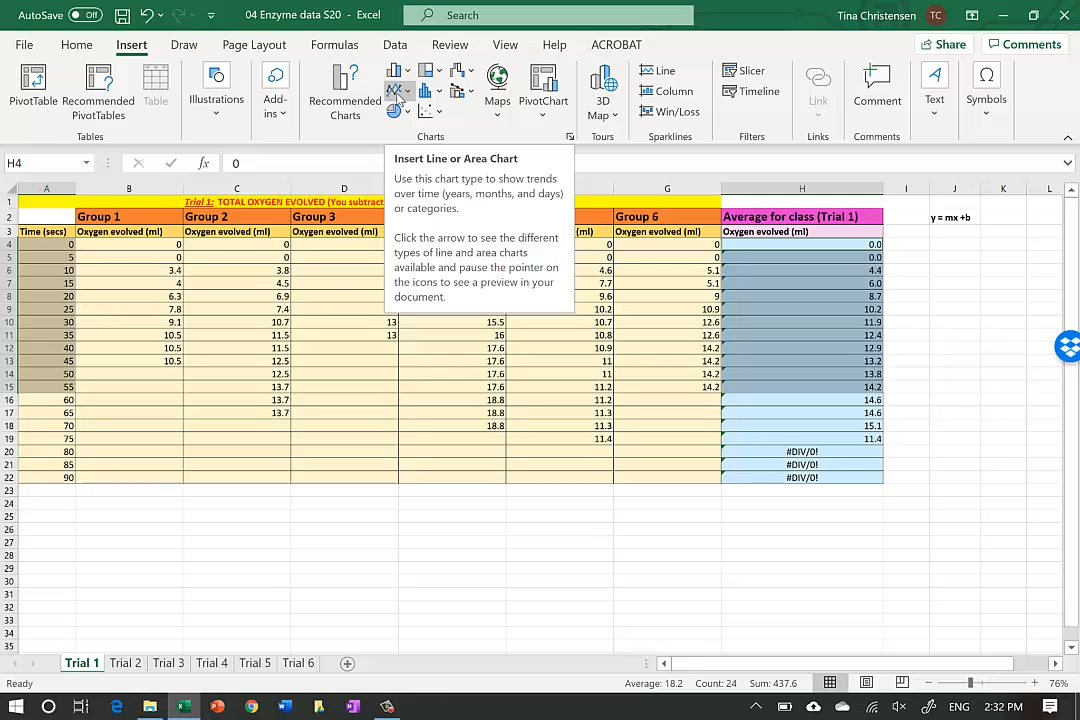 AutoSave Off 04 Enzyme data S20 - Excel Search Tina Christensen TC
File Home Insert Draw Page Layout Formulas Data Review View Help ACROBAT Share Comments
PivotTable Recommended PivotTables Table Illustrations Add-ins Recommended Charts Maps PivotChart 3D Map Line Column Win/Loss Slicer Timeline Link Comment Text Symbols
Tables Charts Tours Sparklines Filters Links Comments
H4 fx 0
Insert Line or Area Chart
Use this chart type to show trends
over time (years, months, and days)
or categories.
Click the arrow to see the different
types of line and area charts
available and pause the pointer on
the icons to see a preview in your
document.
A B C D G H I J K L
1 Trial 1: TOTAL OXYGEN EVOLVED (You subtract
2 Group 1 Group 2 Group 3 Group 6 Average for class (Trial 1) y = mx +b
3 Time (secs) Oxygen evolved (ml) Oxygen evolved (ml) Oxygen evolved (ml) (ml) Oxygen evolved (ml) Oxygen evolved (ml)
4 0 0 0 0 0 0.0
5 5 0 0 0 0 0.0
6 10 3.4 3.8 4.6 5.1 4.4
7 15 4 4.5 7.7 5.1 6.0
8 20 6.3 6.9 9.6 9 8.7
9 25 7.8 7.4 10.2 10.9 10.2
10 30 9.1 10.7 13 15.5 10.7 12.6 11.9
11 35 10.5 11.5 13 16 10.8 12.6 12.4
12 40 10.5 11.5 17.6 10.9 14.2 12.9
13 45 10.5 12.5 17.6 11 14.2 13.2
14 50 12.5 17.6 11 14.2 13.8
15 55 13.7 17.6 11.2 14.2 14.2
16 60 13.7 18.8 11.2 14.6
17 65 13.7 18.8 11.3 14.6
18 70 18.8 11.3 15.1
19 75 11.4 11.4
20 80 #DIV/0!
21 85 #DIV/0!
22 90 #DIV/0!
23
24
25
26
27
28
29
30
31
32
33
34
35
Trial 1 Trial 2 Trial 3 Trial 4 Trial 5 Trial 6
Ready Average: 18.2 Count: 24 Sum: 437.6 76%
ENG 2:32 PM